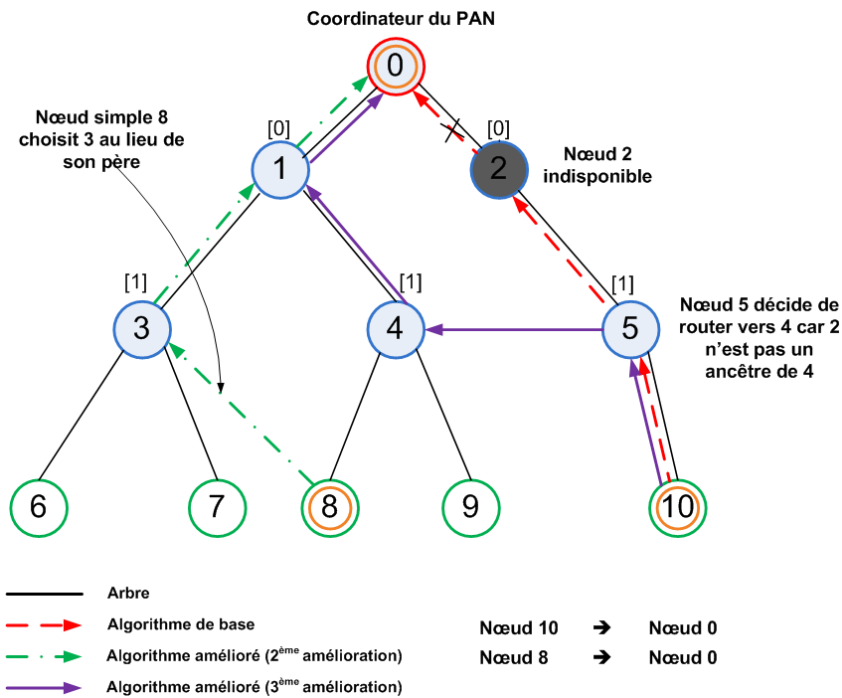 Coordinateur du PAN
0
Nœud simple 8
choisit 3 au lieu de
son père
[0]
[0]
1
2
Nœud 2
indisponible
[1]
[1]
[1]
3
4
5
Nœud 5 décide de
router vers 4 car 2
n'est pas un
ancêtre de 4
6
7
8
9
10
Arbre
Algorithme de base
Algorithme amélioré (2ème amélioration)
Algorithme amélioré (3ème amélioration)
Nœud 10 ➔ Nœud 0
Nœud 8 ➔ Nœud 0